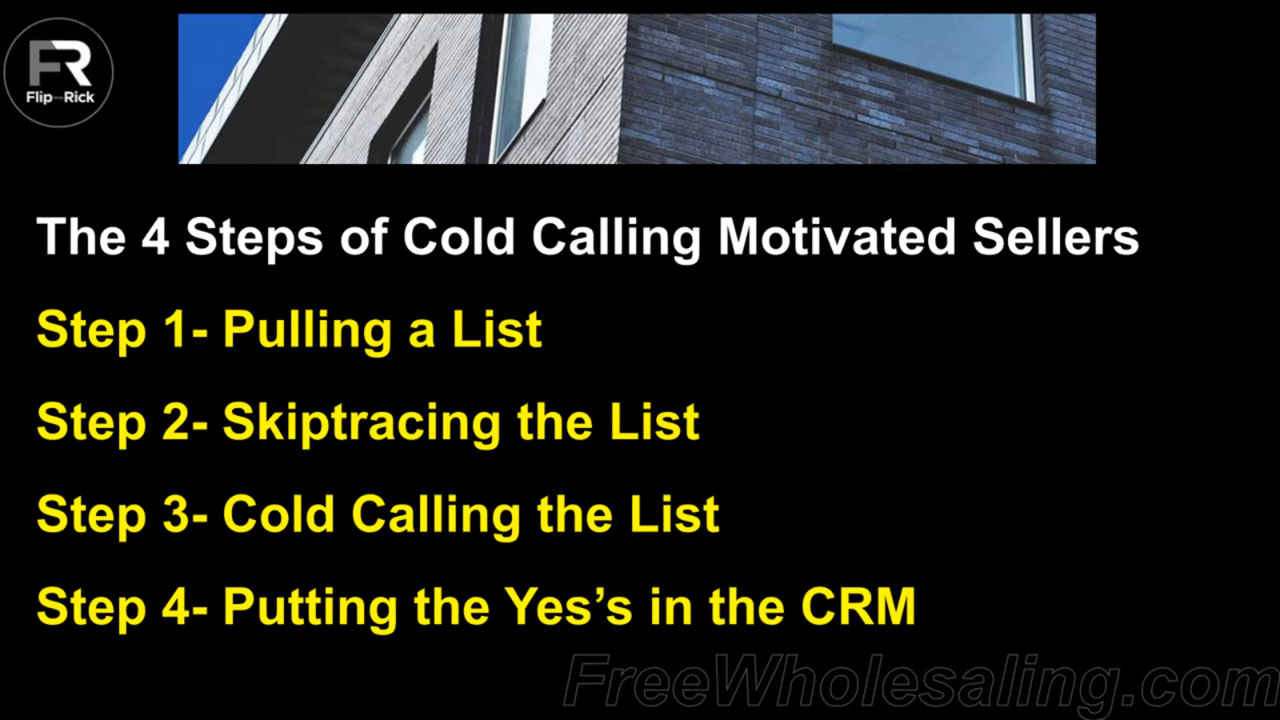 FR
Flip Rick
The 4 Steps of Cold Calling Motivated Sellers
Step 1- Pulling a List
Step 2- Skiptracing the List
Step 3- Cold Calling the List
Step 4- Putting the Yes’s in the CRM
FreeWholesaling.com